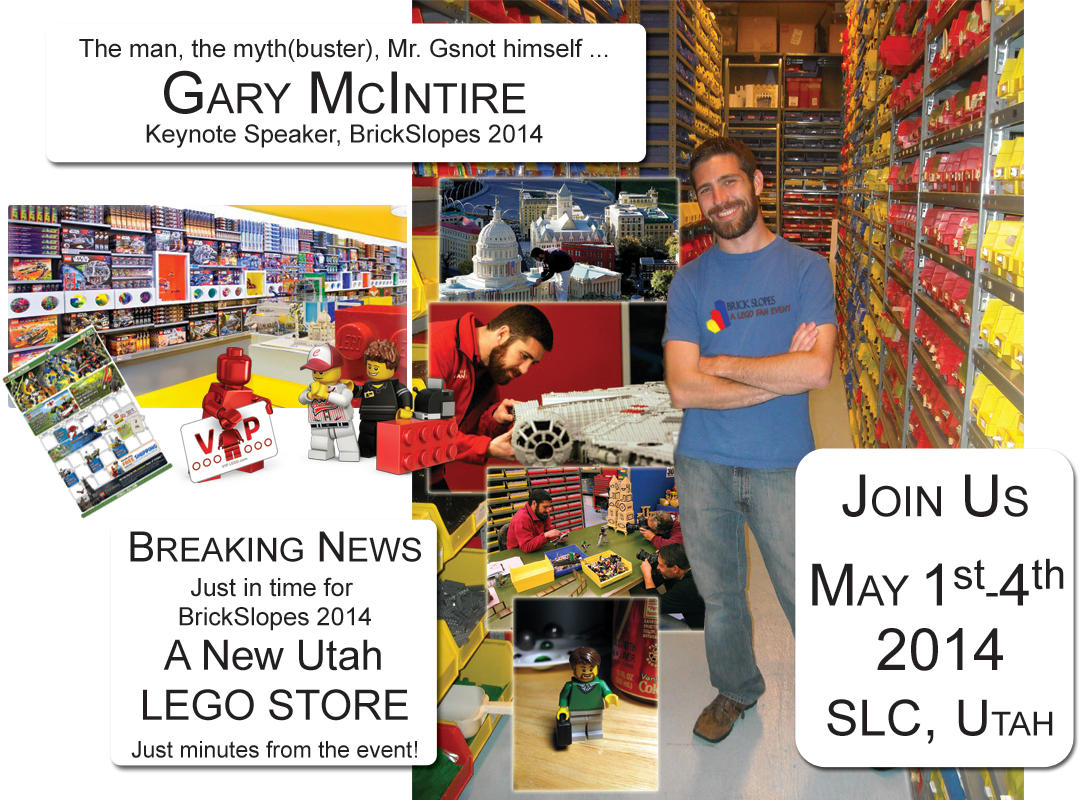 The man, the myth(buster), Mr. Gsnot himself ...
GARY MCINTIRE
Keynote Speaker, BrickSlopes 2014
BRICK SLOPES
A LEGO FAN EVENT
VAP
BREAKING NEWS
Just in time for
BrickSlopes 2014
A New Utah
LEGO STORE
Just minutes from the event!
JOIN US
MAY 1st-4th
2014
SLC, UTAH